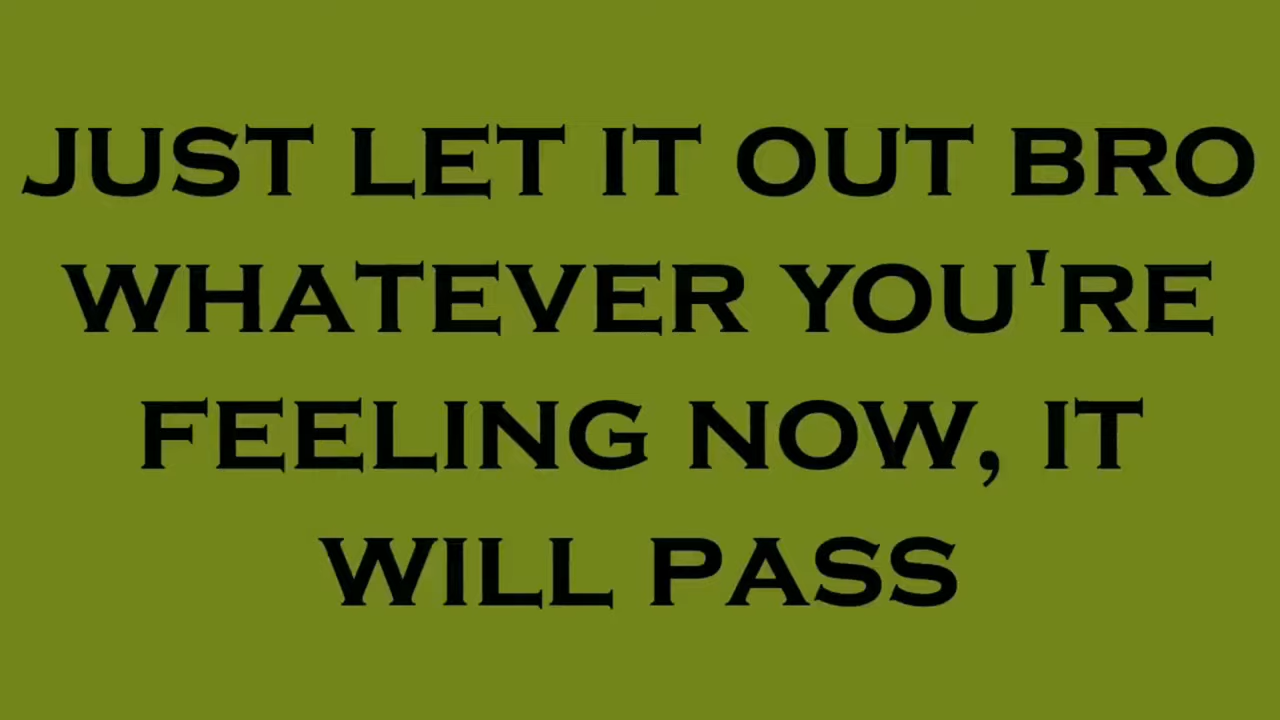 JUST LET IT OUT BRO
WHATEVER YOU'RE
FEELING NOW, IT
WILL PASS